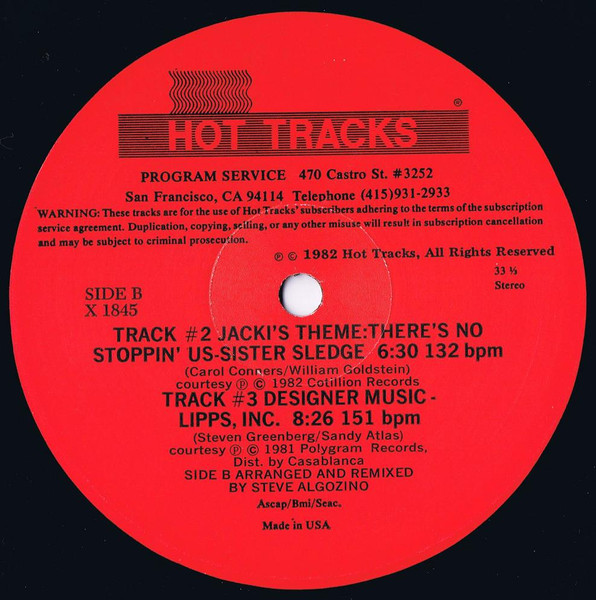 ®
HOT TRACKS
PROGRAM SERVICE 470 Castro St. #3252
San Francisco, CA 94114 Telephone (415)931-2933
WARNING: These tracks are for the use of Hot Tracks' subscribers adhering to the terms of the subscription
service agreement. Duplication, copying, selling, or any other misuse will result in subscription cancellation
and may be subject to criminal prosecution.
℗ © 1982 Hot Tracks, All Rights Reserved
33 ⅓
Stereo
SIDE B
X 1845
TRACK #2 JACKI'S THEME:THERE'S NO
STOPPIN' US-SISTER SLEDGE 6:30 132 bpm
(Carol Conners/William Goldstein)
courtesy ℗ © 1982 Cotillion Records
TRACK #3 DESIGNER MUSIC -
LIPPS, INC. 8:26 151 bpm
(Steven Greenberg/Sandy Atlas)
courtesy ℗ © 1981 Polygram Records,
Dist. by Casablanca
SIDE B ARRANGED AND REMIXED
BY STEVE ALGOZINO
Ascap/Bmi/Seac.
Made in USA